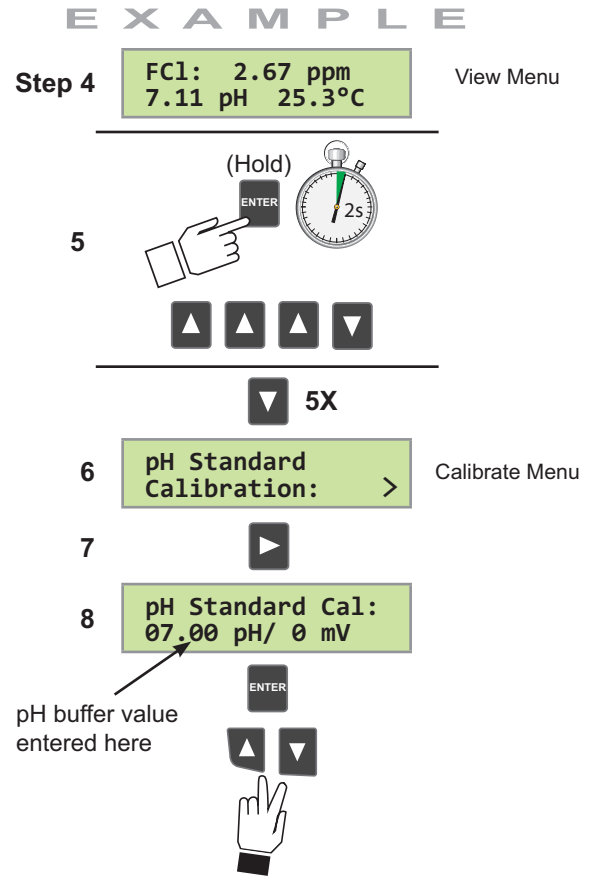 EXAMPLE
Step 4
FCl: 2.67 ppm
7.11 pH 25.3°C
View Menu
(Hold)
ENTER
2s
5
5X
6
pH Standard
Calibration: >
Calibrate Menu
7
8
pH Standard Cal:
07.00 pH/ 0 mV
ENTER
pH buffer value
entered here